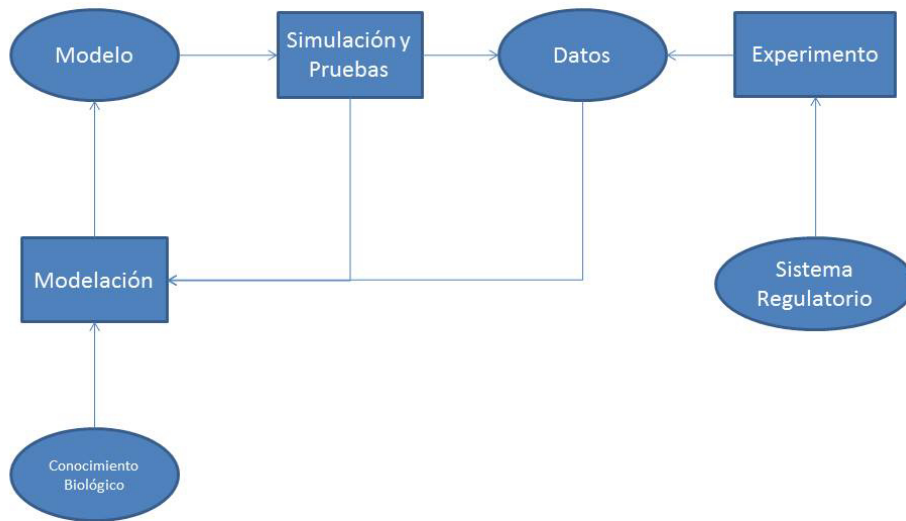 Modelo
Simulación y
Pruebas
Datos
Experimento
Modelación
Sistema
Regulatorio
Conocimiento
Biológico